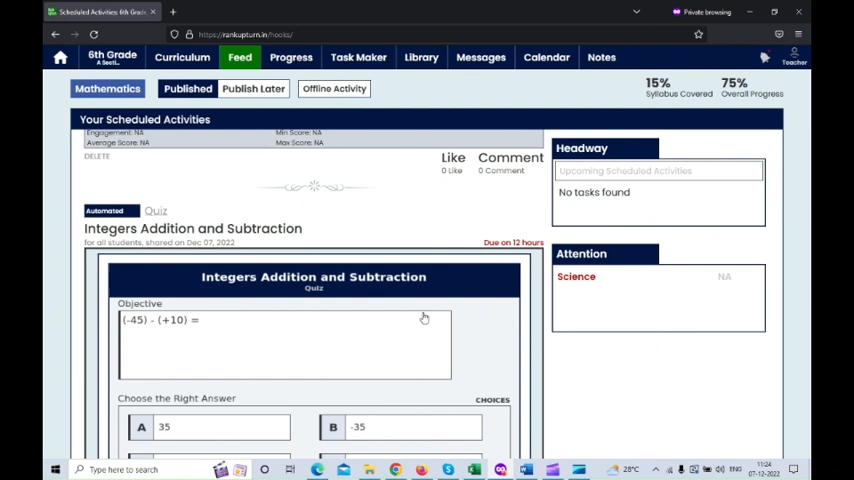 Scheduled Activities: 6th Grade
Private browsing
https://rankupturn.in/hooks/
6th Grade
A Secti...
Curriculum
Feed
Progress
Task Maker
Library
Messages
Calendar
Notes
Teacher
Mathematics
Published
Publish Later
Offline Activity
15%
Syllabus Covered
75%
Overall Progress
Your Scheduled Activities
Engagement: NA
Min Score: NA
Average Score: NA
Max Score: NA
DELETE
Like
Comment
0 Like
0 Comment
Automated
Quiz
Integers Addition and Subtraction
for all students, shared on Dec 07, 2022
Due on 12 hours
Integers Addition and Subtraction
Quiz
Objective
(-45) - (+10) =
Choose the Right Answer
CHOICES
A 35
B -35
Headway
Upcoming Scheduled Activities
No tasks found
Attention
Science
NA
Type here to search
28°C
ENG
11:24
07-12-2022